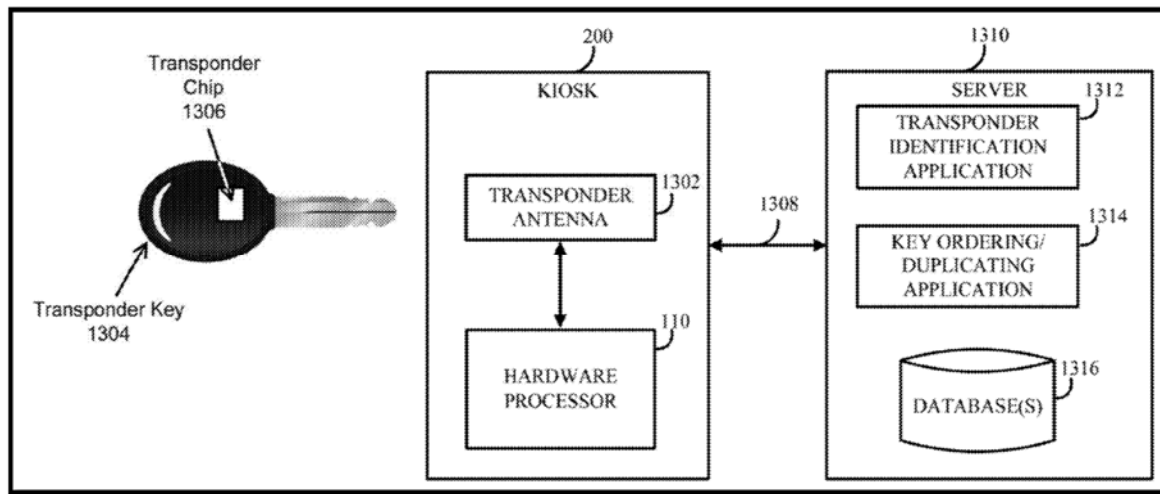 Transponder
Chip
1306
Transponder Key
1304
200
KIOSK
TRANSPONDER
ANTENNA
1302
HARDWARE
PROCESSOR
110
1308
1310
SERVER
TRANSPONDER
IDENTIFICATION
APPLICATION
1312
KEY ORDERING/
DUPLICATING
APPLICATION
1314
DATABASE(S)
1316